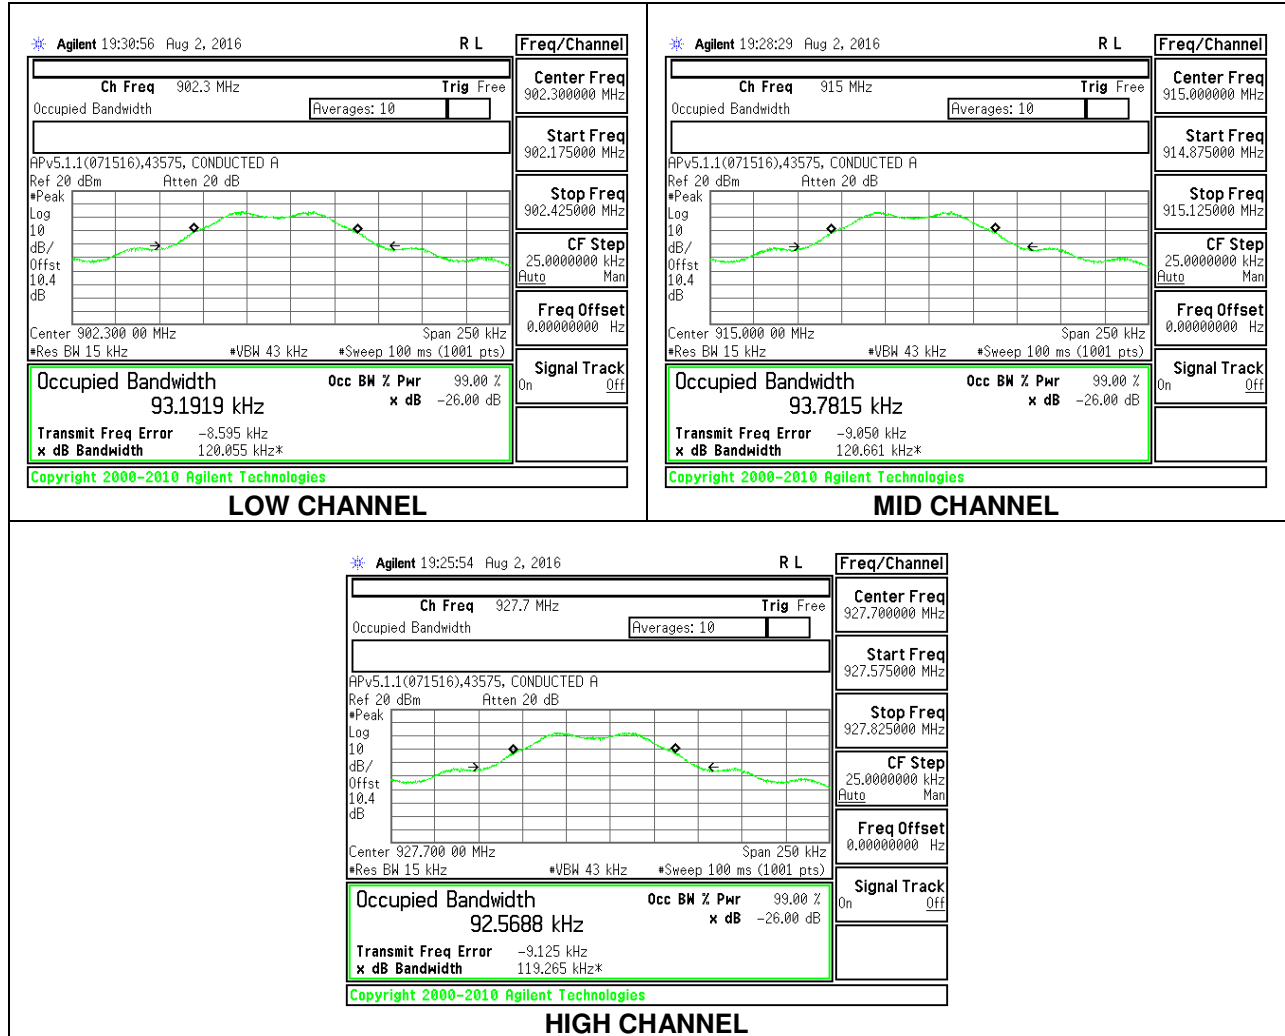 Agilent 19:30:56 Aug 2, 2016 R L Freq/Channel
Ch Freq 902.3 MHz Trig Free
Occupied Bandwidth Averages: 10
Center Freq
902.300000 MHz
Start Freq
902.175000 MHz
Stop Freq
902.425000 MHz
CF Step
25.0000000 kHz
Auto Man
Freq Offset
0.00000000 Hz
Signal Track
On Off
APv5.1.1(071516),43575, CONDUCTED A
Ref 20 dBm Atten 20 dB
#Peak
Log
10
dB/
Offst
10.4
dB
Center 902.300 00 MHz Span 250 kHz
#Res BW 15 kHz #VBW 43 kHz #Sweep 100 ms (1001 pts)
Occupied Bandwidth Occ BW % Pwr 99.00 %
93.1919 kHz x dB -26.00 dB
Transmit Freq Error -8.595 kHz
x dB Bandwidth 120.055 kHz*
Copyright 2000-2010 Agilent Technologies
LOW CHANNEL
Agilent 19:28:29 Aug 2, 2016 R L Freq/Channel
Ch Freq 915 MHz Trig Free
Occupied Bandwidth Averages: 10
Center Freq
915.000000 MHz
Start Freq
914.875000 MHz
Stop Freq
915.125000 MHz
CF Step
25.0000000 kHz
Auto Man
Freq Offset
0.00000000 Hz
Signal Track
On Off
APv5.1.1(071516),43575, CONDUCTED A
Ref 20 dBm Atten 20 dB
#Peak
Log
10
dB/
Offst
10.4
dB
Center 915.000 00 MHz Span 250 kHz
#Res BW 15 kHz #VBW 43 kHz #Sweep 100 ms (1001 pts)
Occupied Bandwidth Occ BW % Pwr 99.00 %
93.7815 kHz x dB -26.00 dB
Transmit Freq Error -9.050 kHz
x dB Bandwidth 120.661 kHz*
Copyright 2000-2010 Agilent Technologies
MID CHANNEL
Agilent 19:25:54 Aug 2, 2016 R L Freq/Channel
Ch Freq 927.7 MHz Trig Free
Occupied Bandwidth Averages: 10
Center Freq
927.700000 MHz
Start Freq
927.575000 MHz
Stop Freq
927.825000 MHz
CF Step
25.0000000 kHz
Auto Man
Freq Offset
0.00000000 Hz
Signal Track
On Off
APv5.1.1(071516),43575, CONDUCTED A
Ref 20 dBm Atten 20 dB
#Peak
Log
10
dB/
Offst
10.4
dB
Center 927.700 00 MHz Span 250 kHz
#Res BW 15 kHz #VBW 43 kHz #Sweep 100 ms (1001 pts)
Occupied Bandwidth Occ BW % Pwr 99.00 %
92.5688 kHz x dB -26.00 dB
Transmit Freq Error -9.125 kHz
x dB Bandwidth 119.265 kHz*
Copyright 2000-2010 Agilent Technologies
HIGH CHANNEL